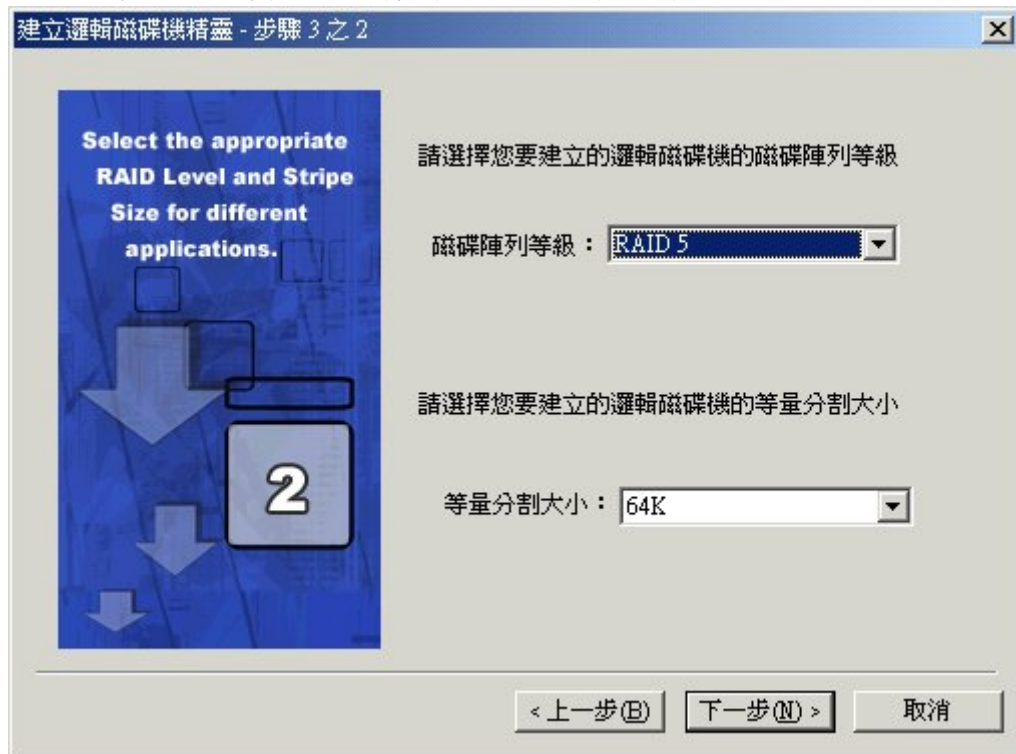 建立邏輯磁碟機精靈 - 步驟 3 之 2
Select the appropriate
RAID Level and Stripe
Size for different
applications.
2
請選擇您要建立的邏輯磁碟機的磁碟陣列等級
磁碟陣列等級：RAID 5
請選擇您要建立的邏輯磁碟機的等量分割大小
等量分割大小：64K
<上一步(B) 下一步(N)> 取消